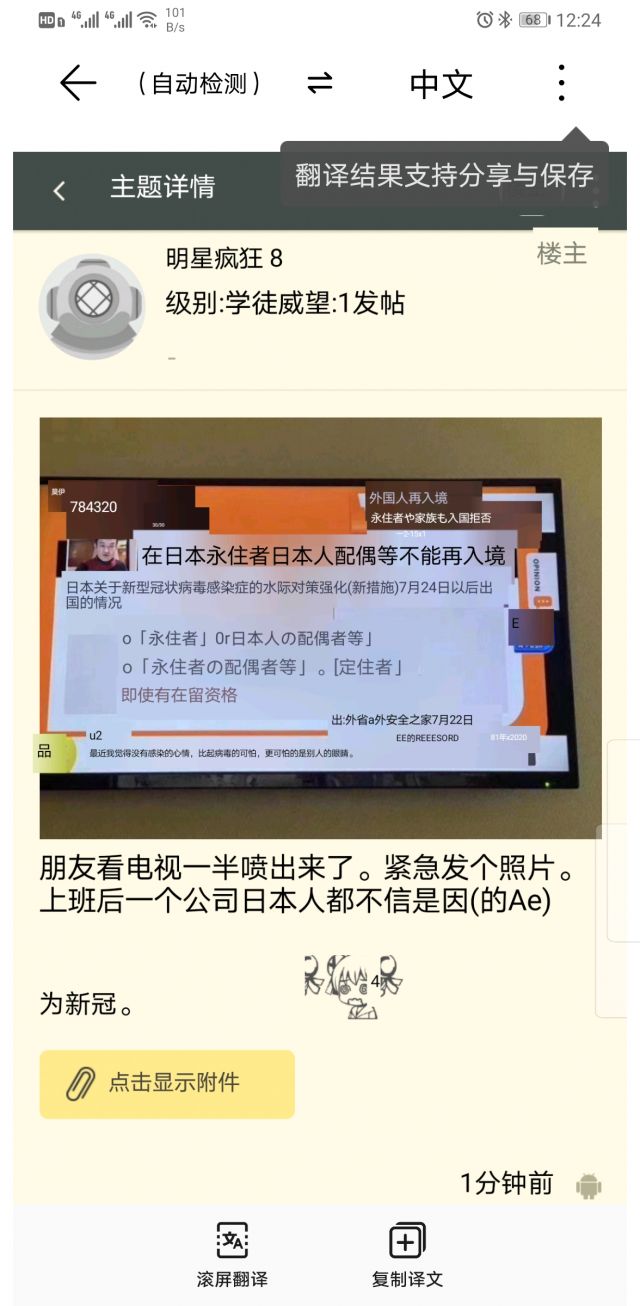 HD 4G 4G 101 B/s 68 12:24
（自动检测） 中文
翻译结果支持分享与保存
主题详情
明星疯狂 8
楼主
级别:学徒威望:1发帖
莫伊
784320
30/30
外国人再入境
永住者や家族も入国拒否
一2-15x1
在日本永住者日本人配偶等不能再入境
OPINION
日本关于新型冠状病毒感染症的水际对策强化(新措施)7月24日以后出
国的情况
E
o「永住者」0r日本人の配偶者等」
o「永住者の配偶者等」。[定住者」
即使有在留资格
出:外省a外安全之家7月22日
u2
EE的REEESORD
81年x2020
品
最近我觉得没有感染的心情，比起病毒的可怕，更可怕的是别人的眼睛。
朋友看电视一半喷出来了。紧急发个照片。
上班后一个公司日本人都不信是因(的Ae)
4
为新冠。
点击显示附件
1分钟前
滚屏翻译
复制译文